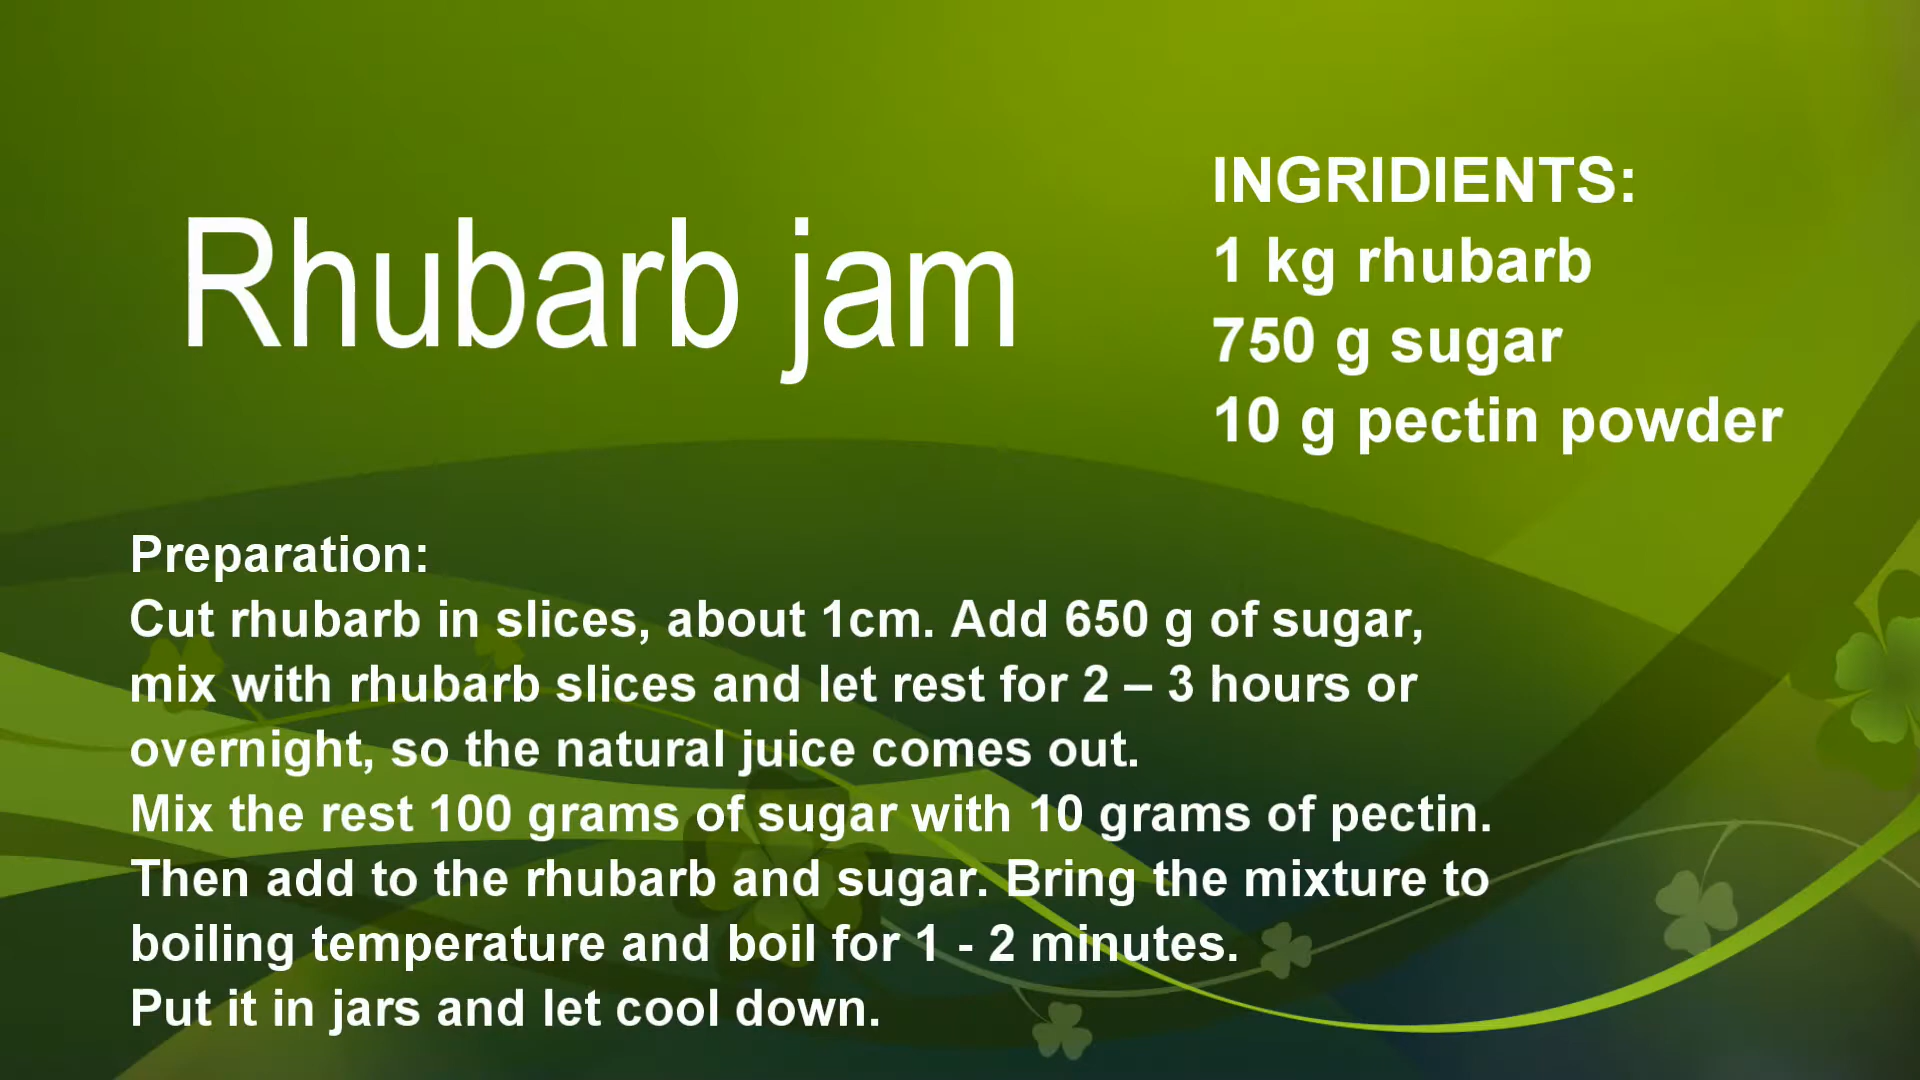 Rhubarb jam
INGRIDIENTS:
1 kg rhubarb
750 g sugar
10 g pectin powder
Preparation:
Cut rhubarb in slices, about 1cm. Add 650 g of sugar,
mix with rhubarb slices and let rest for 2 – 3 hours or
overnight, so the natural juice comes out.
Mix the rest 100 grams of sugar with 10 grams of pectin.
Then add to the rhubarb and sugar. Bring the mixture to
boiling temperature and boil for 1 - 2 minutes.
Put it in jars and let cool down.